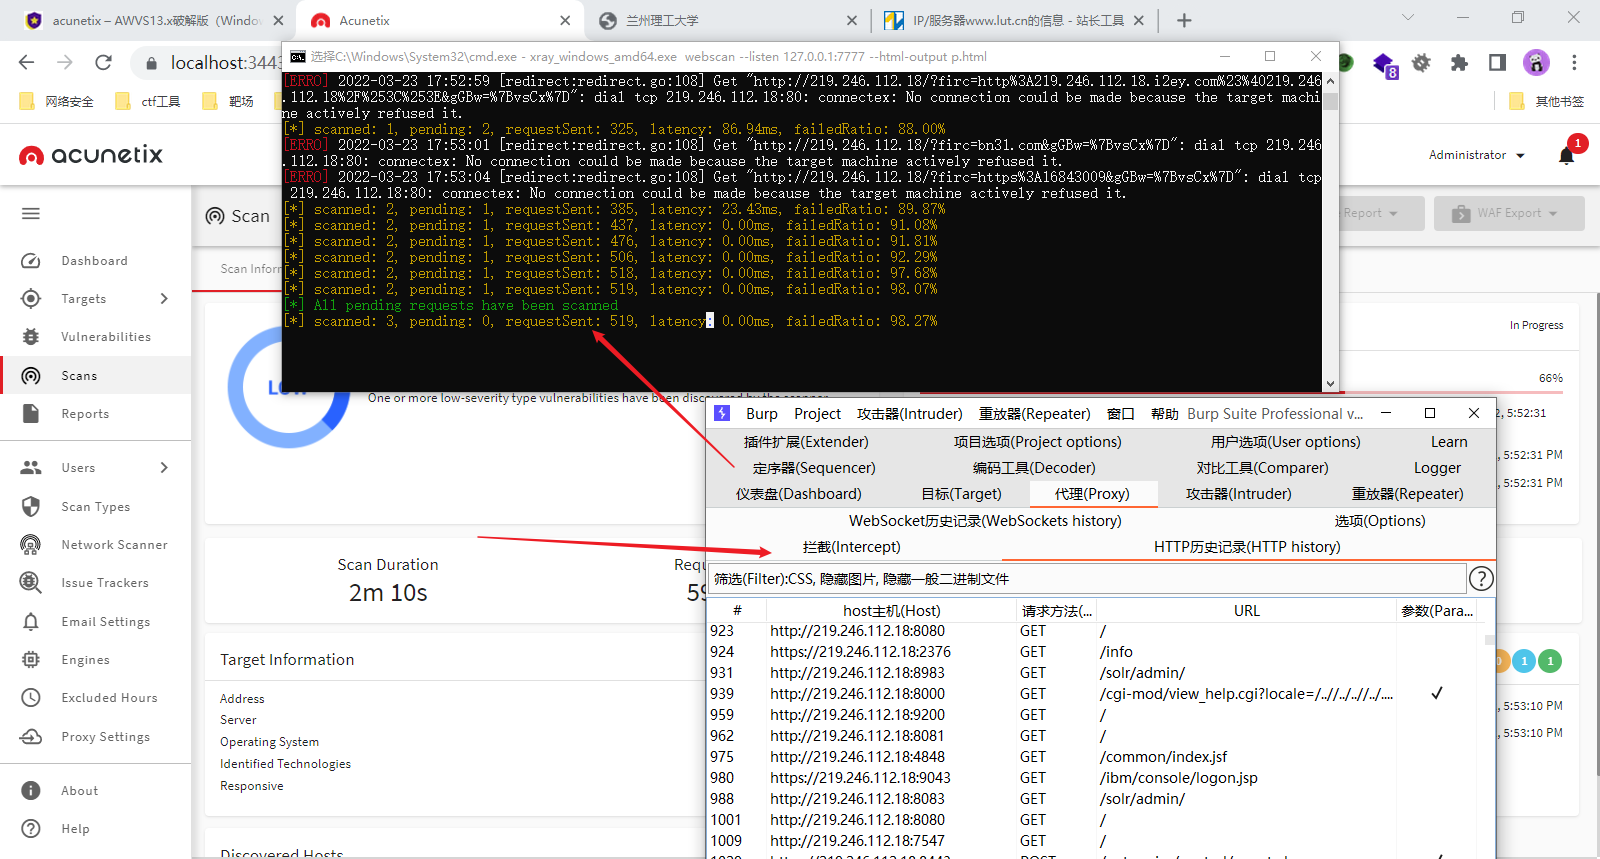 acunetix – AWVS13.x破解版（Windo
Acunetix
兰州理工大学
IP/服务器www.lut.cn的信息 - 站长工具
localhost:344
8
网络安全
ctf工具
靶场
其他书签
选择C:\Windows\System32\cmd.exe - xray_windows_amd64.exe  webscan --listen 127.0.0.1:7777 --html-output p.html
[ERRO] 2022-03-23 17:52:59 [redirect:redirect.go:108] Get "http://219.246.112.18/?firc=http%3A219.246.112.18.i2ey.com%23%40219.246
.112.18%2F%253C%253E&gGBw=%7BvsCx%7D": dial tcp 219.246.112.18:80: connectex: No connection could be made because the target machi
ne actively refused it.
[*] scanned: 1, pending: 2, requestSent: 325, latency: 86.94ms, failedRatio: 88.00%
[ERRO] 2022-03-23 17:53:01 [redirect:redirect.go:108] Get "http://219.246.112.18/?firc=bn31.com&gGBw=%7BvsCx%7D": dial tcp 219.246
.112.18:80: connectex: No connection could be made because the target machine actively refused it.
[ERRO] 2022-03-23 17:53:04 [redirect:redirect.go:108] Get "http://219.246.112.18/?firc=https%3A16843009&gGBw=%7BvsCx%7D": dial tcp
219.246.112.18:80: connectex: No connection could be made because the target machine actively refused it.
[*] scanned: 2, pending: 1, requestSent: 385, latency: 23.43ms, failedRatio: 89.87%
[*] scanned: 2, pending: 1, requestSent: 437, latency: 0.00ms, failedRatio: 91.08%
[*] scanned: 2, pending: 1, requestSent: 476, latency: 0.00ms, failedRatio: 91.81%
[*] scanned: 2, pending: 1, requestSent: 506, latency: 0.00ms, failedRatio: 92.29%
[*] scanned: 2, pending: 1, requestSent: 518, latency: 0.00ms, failedRatio: 97.68%
[*] scanned: 2, pending: 1, requestSent: 519, latency: 0.00ms, failedRatio: 98.07%
[*] All pending requests have been scanned
[*] scanned: 3, pending: 0, requestSent: 519, latency: 0.00ms, failedRatio: 98.27%
acunetix
Administrator
1
Dashboard
Targets
Vulnerabilities
Scans
Reports
Users
Scan Types
Network Scanner
Issue Trackers
Email Settings
Engines
Excluded Hours
Proxy Settings
About
Help
Scan
Report
WAF Export
Scan Infor
In Progress
66%
LOW
One or more low-severity type vulnerabilities have been discovered by the scanner
2, 5:52:31
, 5:52:31 PM
, 5:52:31 PM
Scan Duration
2m 10s
Requ
59
Target Information
Address
Server
Operating System
Identified Technologies
Responsive
Discovered Hosts
0 1 1
, 5:53:10 PM
, 5:53:10 PM
Burp Project 攻击器(Intruder) 重放器(Repeater) 窗口 帮助 Burp Suite Professional v...
插件扩展(Extender) 项目选项(Project options) 用户选项(User options) Learn
定序器(Sequencer) 编码工具(Decoder) 对比工具(Comparer) Logger
仪表盘(Dashboard) 目标(Target) 代理(Proxy) 攻击器(Intruder) 重放器(Repeater)
WebSocket历史记录(WebSockets history) 选项(Options)
拦截(Intercept) HTTP历史记录(HTTP history)
筛选(Filter):CSS, 隐藏图片, 隐藏一般二进制文件
?
# host主机(Host) 请求方法(... URL 参数(Para...
923 http://219.246.112.18:8080 GET /
924 https://219.246.112.18:2376 GET /info
931 http://219.246.112.18:8983 GET /solr/admin/
939 http://219.246.112.18:8000 GET /cgi-mod/view_help.cgi?locale=/..//../..//../.... ✓
959 http://219.246.112.18:9200 GET /
962 http://219.246.112.18:8081 GET /
975 http://219.246.112.18:4848 GET /common/index.jsf
980 https://219.246.112.18:9043 GET /ibm/console/logon.jsp
988 http://219.246.112.18:8083 GET /solr/admin/
1001 http://219.246.112.18:8080 GET /
1009 http://219.246.112.18:7547 GET /